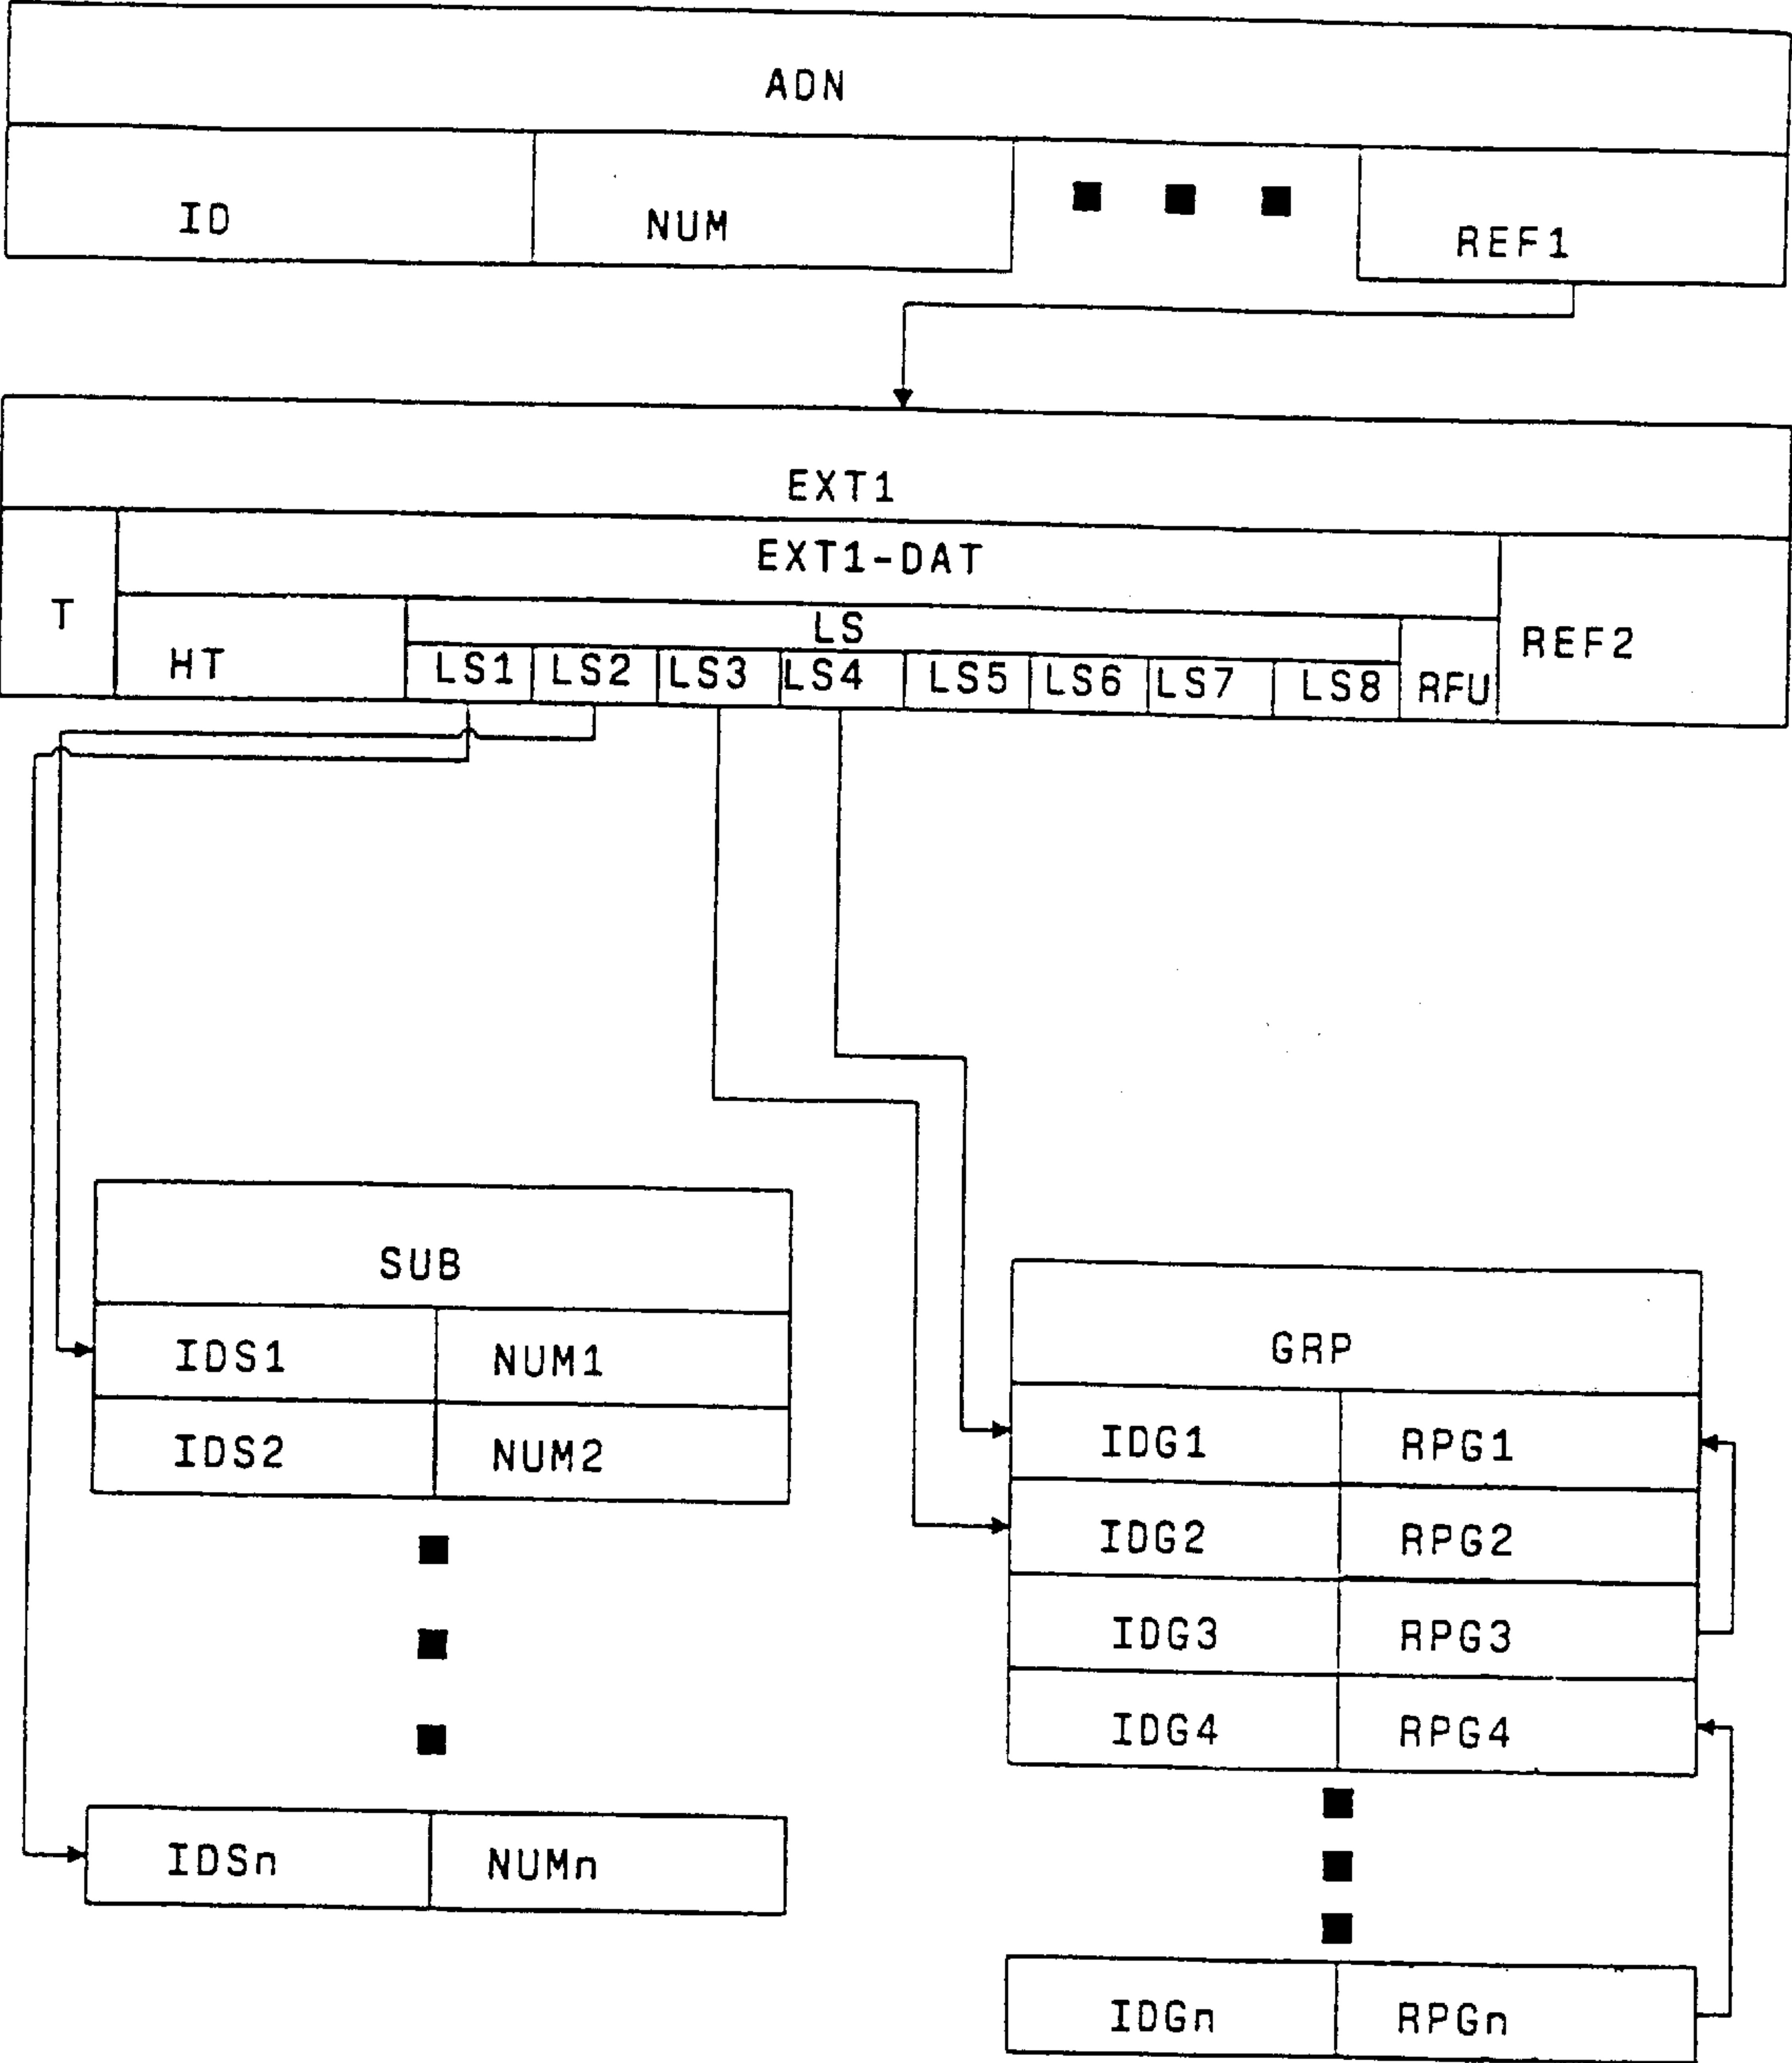 ADN
ID NUM REF1
EXT1
EXT1-DAT
T HT LS REF2
LS1 LS2 LS3 LS4 LS5 LS6 LS7 LS8 RFU
SUB
IDS1 NUM1
IDS2 NUM2
IDSn NUMn
GRP
IDG1 RPG1
IDG2 RPG2
IDG3 RPG3
IDG4 RPG4
IDGn RPGn